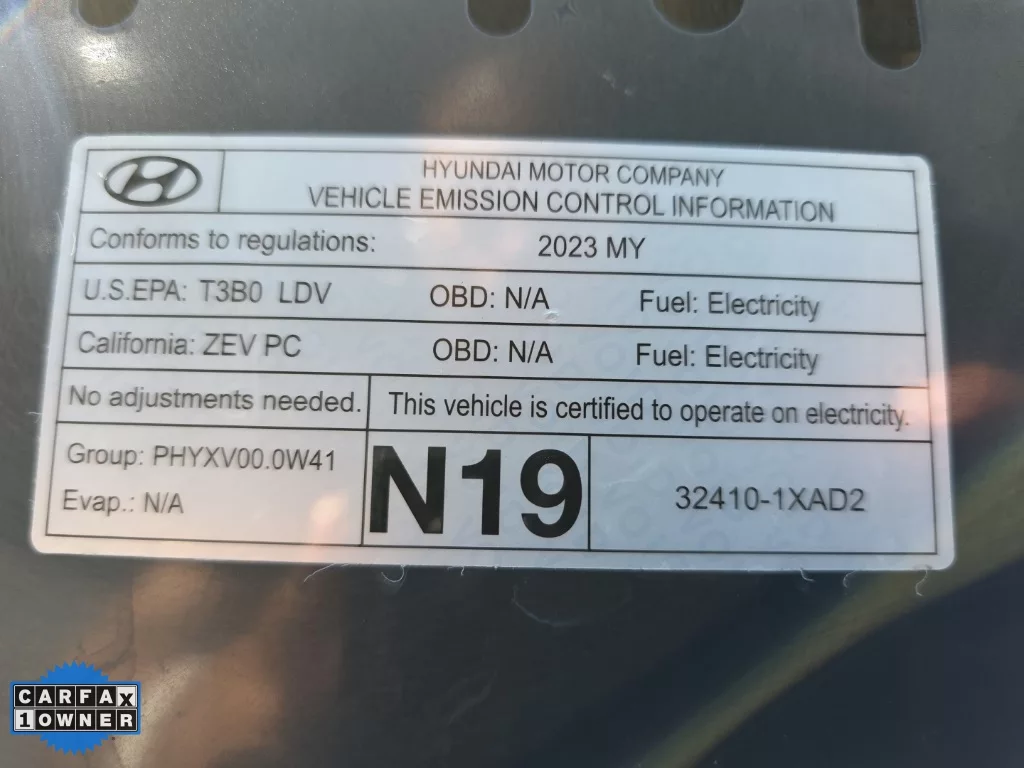 HYUNDAI MOTOR COMPANY
VEHICLE EMISSION CONTROL INFORMATION
Conforms to regulations: 2023 MY
U.S.EPA: T3B0 LDV OBD: N/A Fuel: Electricity
California: ZEV PC OBD: N/A Fuel: Electricity
No adjustments needed. This vehicle is certified to operate on electricity.
Group: PHYXV00.0W41
Evap.: N/A
N19
32410-1XAD2
CARFAX
1 OWNER